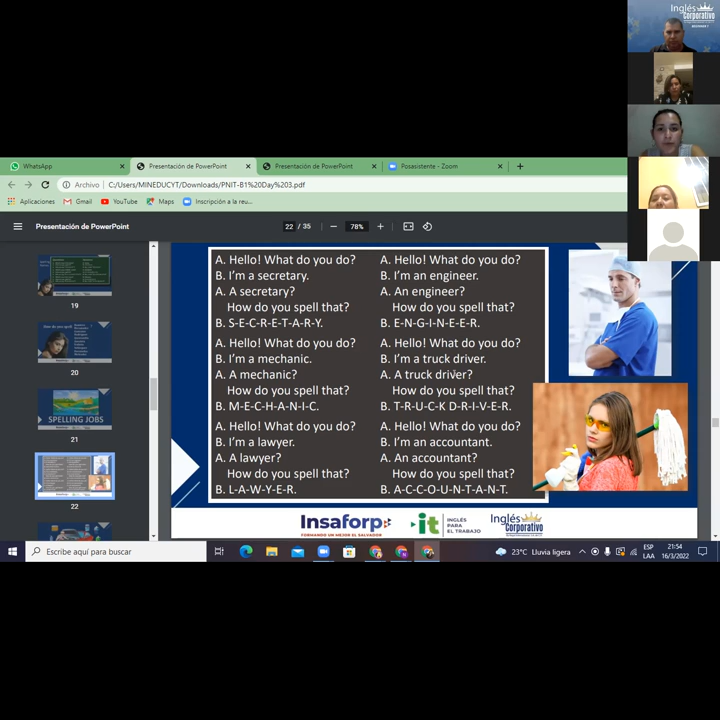 Inglés
Corporativo
WhatsApp
Presentación de PowerPoint
Presentación de PowerPoint
Posasistente - Zoom
Archivo
C:/Users/MINEDUCYT/Downloads/PNIT-B1%20Day%203.pdf
Aplicaciones
Gmail
YouTube
Maps
Inscripción a la reu...
Presentación de PowerPoint
22 / 35
78%
19
20
SPELLING JOBS
21
22
A. Hello! What do you do?
B. I'm a secretary.
A. A secretary?
How do you spell that?
B. S-E-C-R-E-T-A-R-Y.
A. Hello! What do you do?
B. I'm a mechanic.
A. A mechanic?
How do you spell that?
B. M-E-C-H-A-N-I-C.
A. Hello! What do you do?
B. I'm a lawyer.
A. A lawyer?
How do you spell that?
B. L-A-W-Y-E-R.
A. Hello! What do you do?
B. I'm an engineer.
A. An engineer?
How do you spell that?
B. E-N-G-I-N-E-E-R.
A. Hello! What do you do?
B. I'm a truck driver.
A. A truck driver?
How do you spell that?
B. T-R-U-C-K D-R-I-V-E-R.
A. Hello! What do you do?
B. I'm an accountant.
A. An accountant?
How do you spell that?
B. A-C-C-O-U-N-T-A-N-T.
Insaforp
FORMANDO UN MEJOR EL SALVADOR
it
INGLÉS
PARA
EL TRABAJO
Inglés
Corporativo
Escribe aquí para buscar
23°C Lluvia ligera
ESP
LAA
21:54
16/3/2022